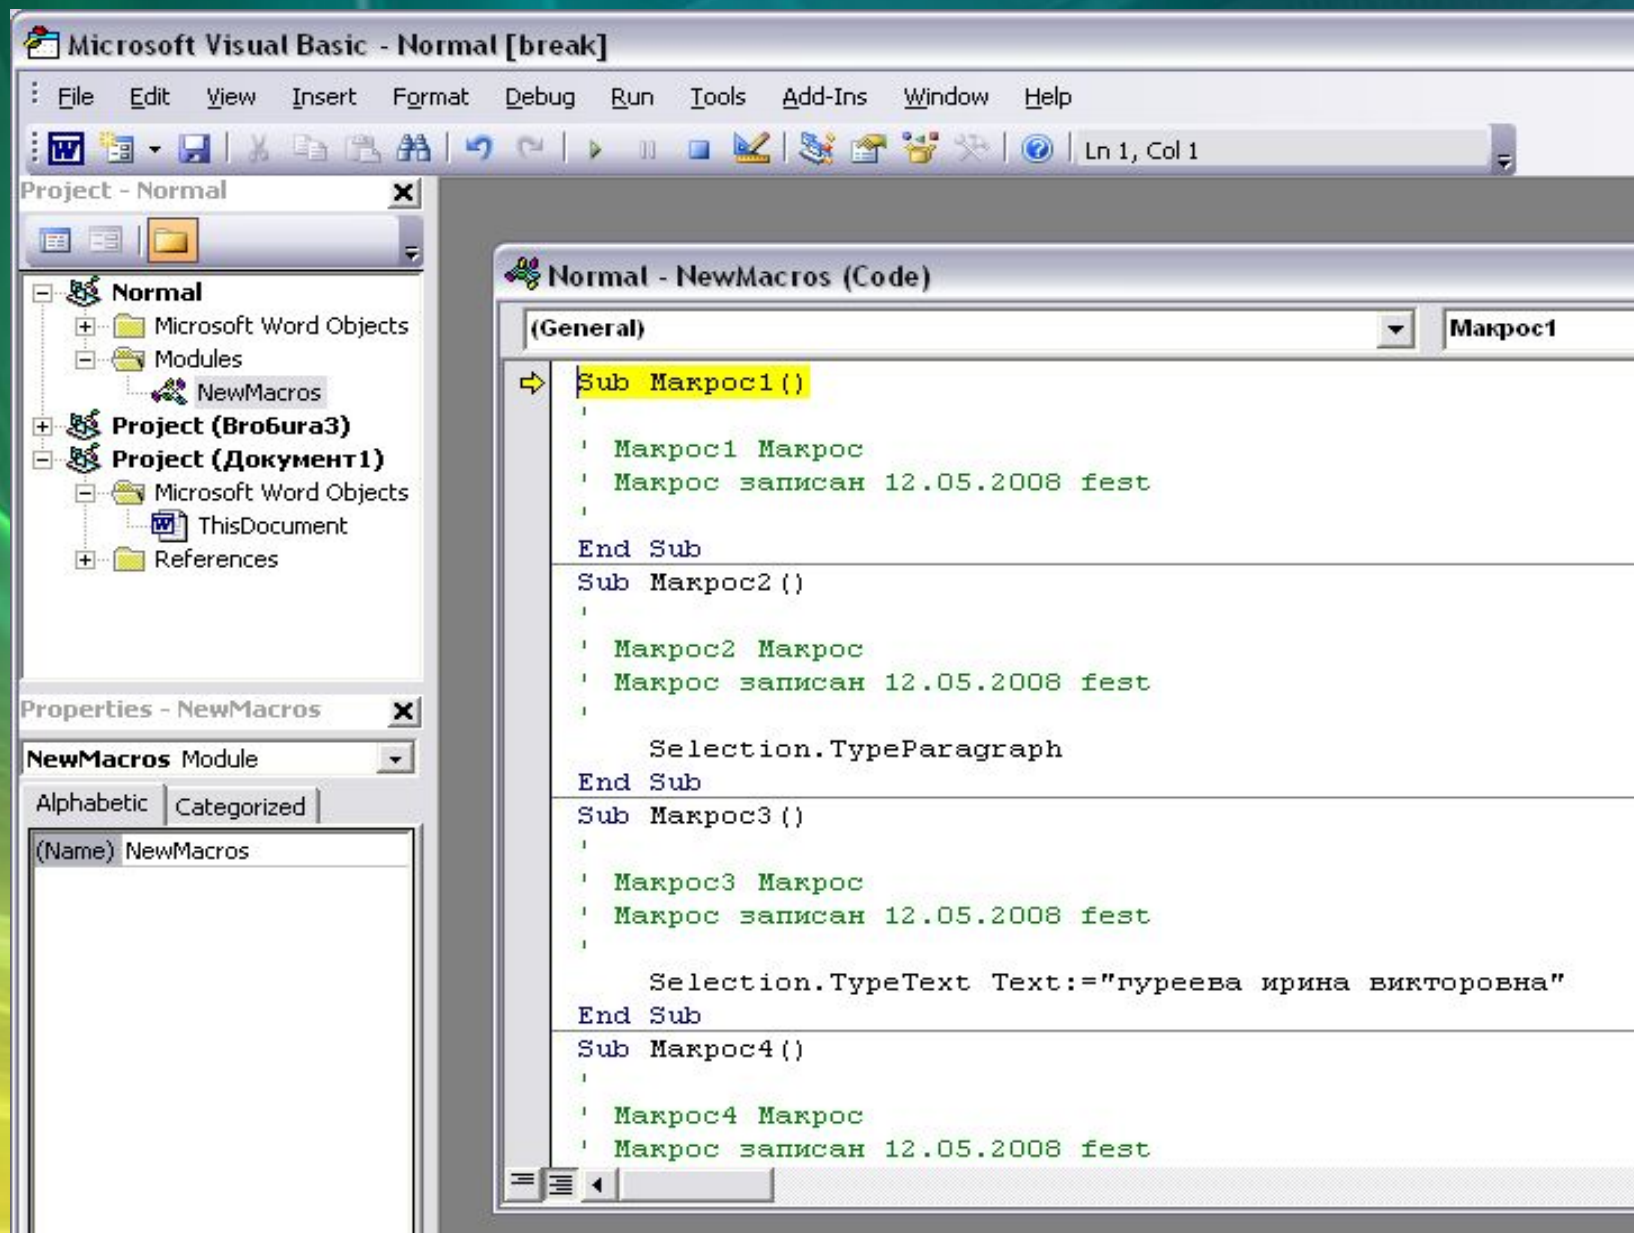 Microsoft Visual Basic - Normal [break]
File Edit View Insert Format Debug Run Tools Add-Ins Window Help
Ln 1, Col 1
Project - Normal
Normal
Microsoft Word Objects
Modules
NewMacros
Project (Broбura3)
Project (Документ1)
Microsoft Word Objects
ThisDocument
References
Properties - NewMacros
NewMacros Module
Alphabetic Categorized
(Name) NewMacros
Normal - NewMacros (Code)
(General) Макрос1
Sub Макрос1()
'
' Макрос1 Макрос
' Макрос записан 12.05.2008 fest
'
End Sub
Sub Макрос2()
'
' Макрос2 Макрос
' Макрос записан 12.05.2008 fest
'
Selection.TypeParagraph
End Sub
Sub Макрос3()
'
' Макрос3 Макрос
' Макрос записан 12.05.2008 fest
'
Selection.TypeText Text:="гуреева ирина викторовна"
End Sub
Sub Макрос4()
'
' Макрос4 Макрос
' Макрос записан 12.05.2008 fest